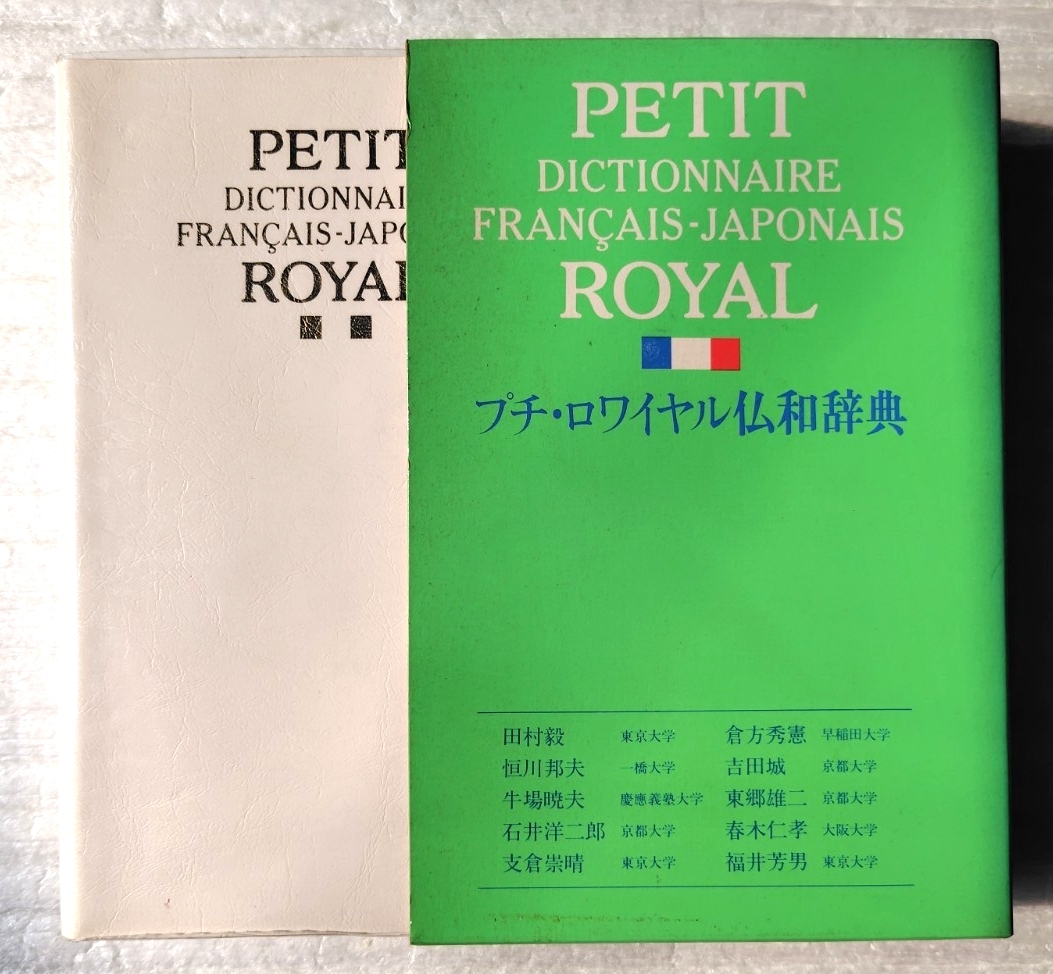 PETIT
DICTIONNAI
FRANÇAIS-JAPO
ROYAL
PETIT
DICTIONNAIRE
FRANÇAIS-JAPONAIS
ROYAL
プチ・ロワイヤル仏和辞典
田村毅 東京大学 倉方秀憲 早稲田大学
恒川邦夫 一橋大学 吉田城 京都大学
牛場暁夫 慶應義塾大学 東郷雄二 京都大学
石井洋二郎 京都大学 春木仁孝 大阪大学
支倉崇晴 東京大学 福井芳男 東京大学